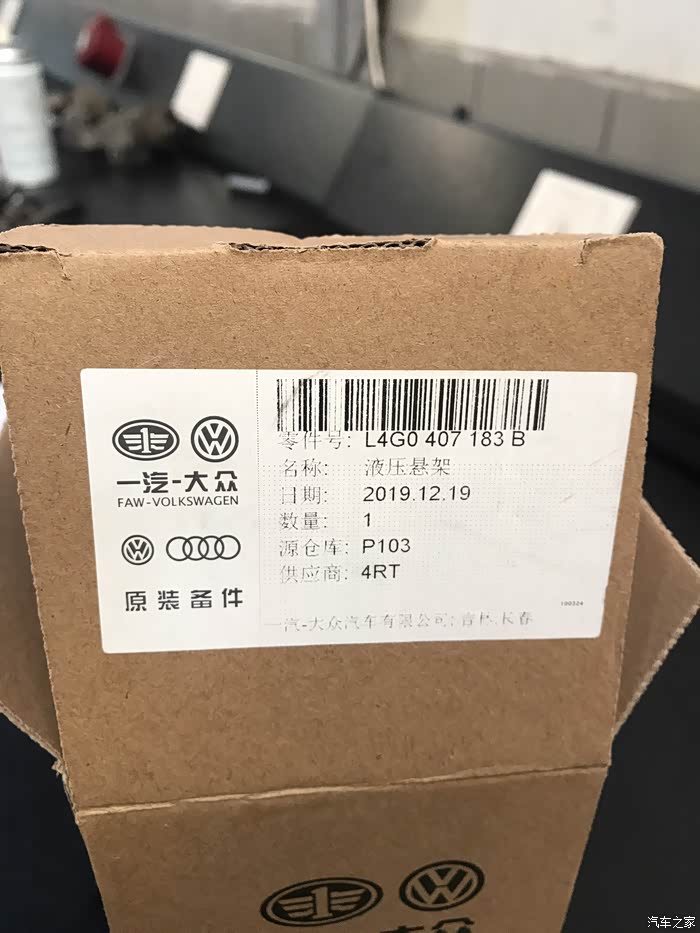 一汽-大众
FAW-VOLKSWAGEN
原装备件
零件号: L4G0 407 183 B
名称: 液压悬架
日期: 2019.12.19
数量: 1
源仓库: P103
供应商: 4RT
一汽-大众汽车有限公司: 吉林.长春
大众
汽车之家